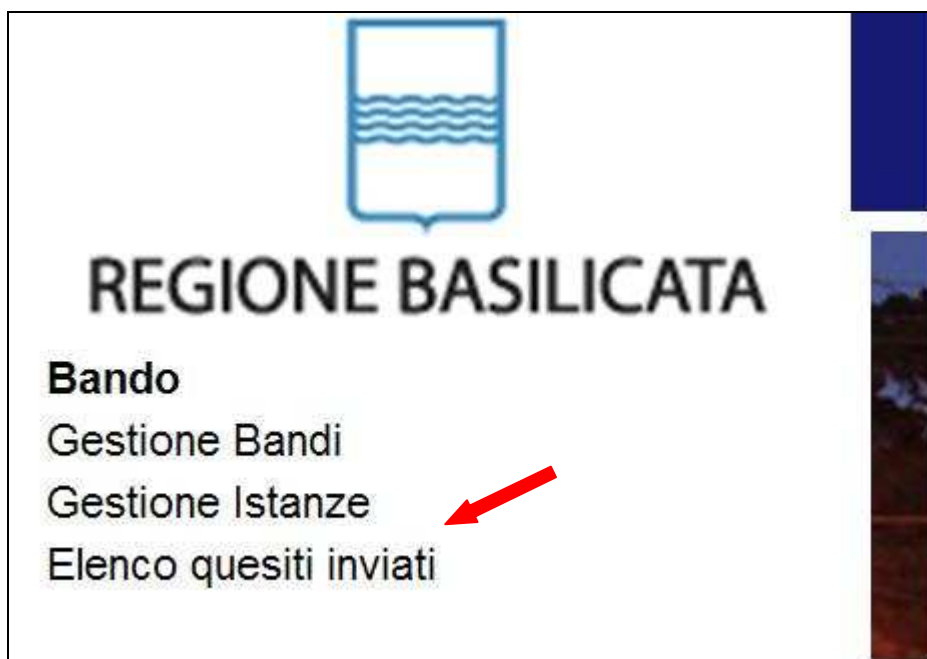 REGIONE BASILICATA
Bando
Gestione Bandi
Gestione Istanze
Elenco quesiti inviati